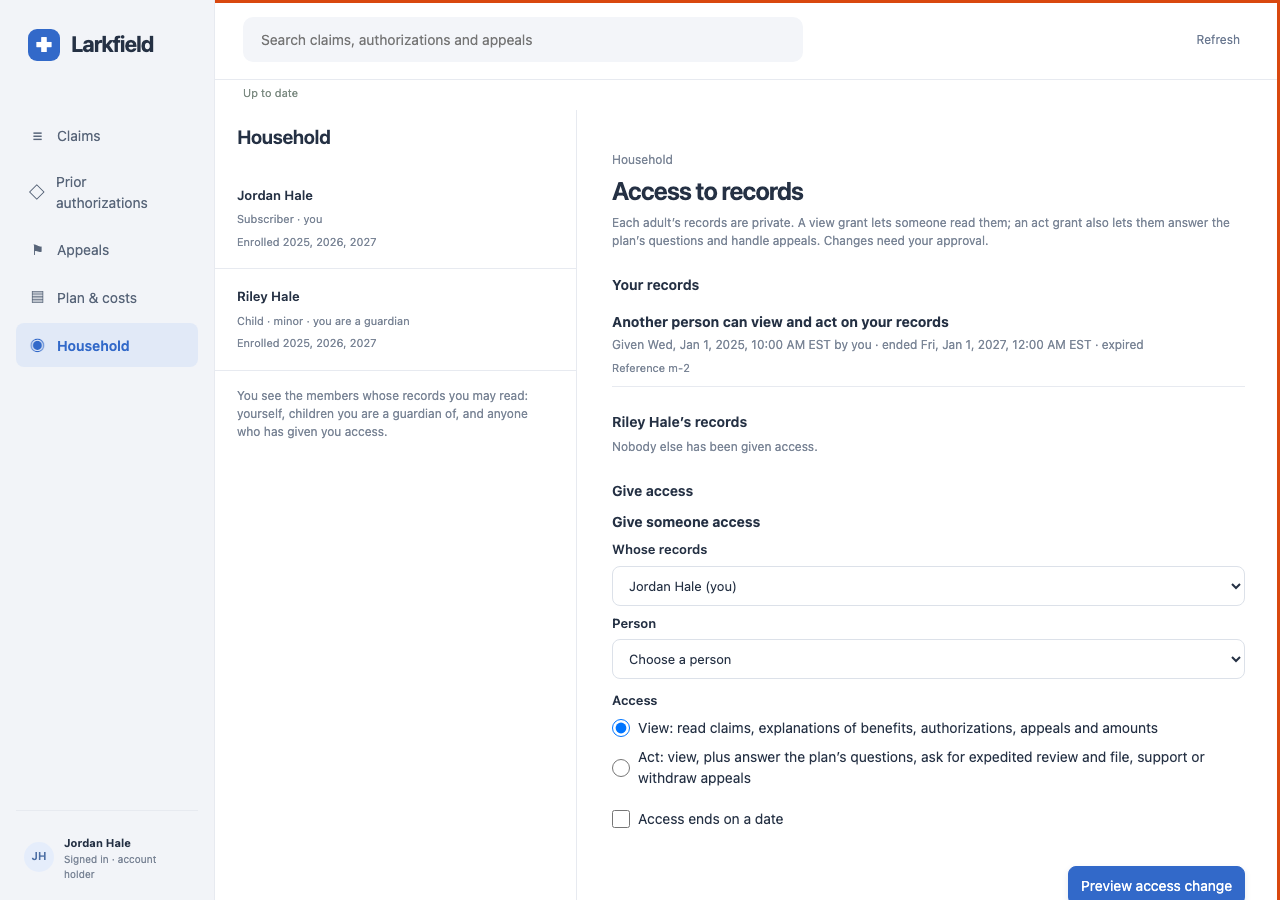 Larkfield
Claims
Prior
authorizations
Appeals
Plan & costs
Household
JH
Jordan Hale
Signed in · account
holder
Search claims, authorizations and appeals
Refresh
Up to date
Household
Jordan Hale
Subscriber · you
Enrolled 2025, 2026, 2027
Riley Hale
Child · minor · you are a guardian
Enrolled 2025, 2026, 2027
You see the members whose records you may read:
yourself, children you are a guardian of, and anyone
who has given you access.
Household
Access to records
Each adult’s records are private. A view grant lets someone read them; an act grant also lets them answer the
plan’s questions and handle appeals. Changes need your approval.
Your records
Another person can view and act on your records
Given Wed, Jan 1, 2025, 10:00 AM EST by you · ended Fri, Jan 1, 2027, 12:00 AM EST · expired
Reference m-2
Riley Hale’s records
Nobody else has been given access.
Give access
Give someone access
Whose records
Jordan Hale (you)
Person
Choose a person
Access
View: read claims, explanations of benefits, authorizations, appeals and amounts
Act: view, plus answer the plan’s questions, ask for expedited review and file, support or
withdraw appeals
Access ends on a date
Preview access change